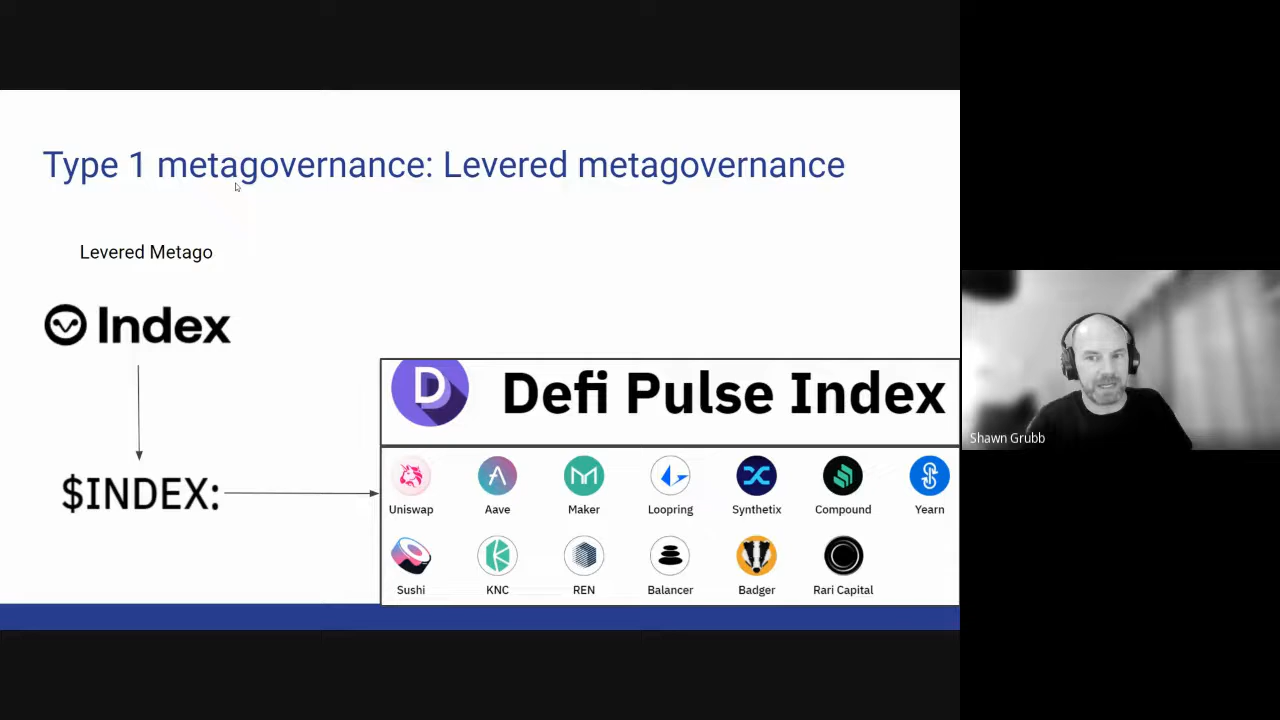 Type 1 metagovernance: Levered metagovernance
Levered Metago
Index
$INDEX:
D Defi Pulse Index
Uniswap Aave Maker Loopring Synthetix Compound Yearn
Sushi KNC REN Balancer Badger Rari Capital
Shawn Grubb